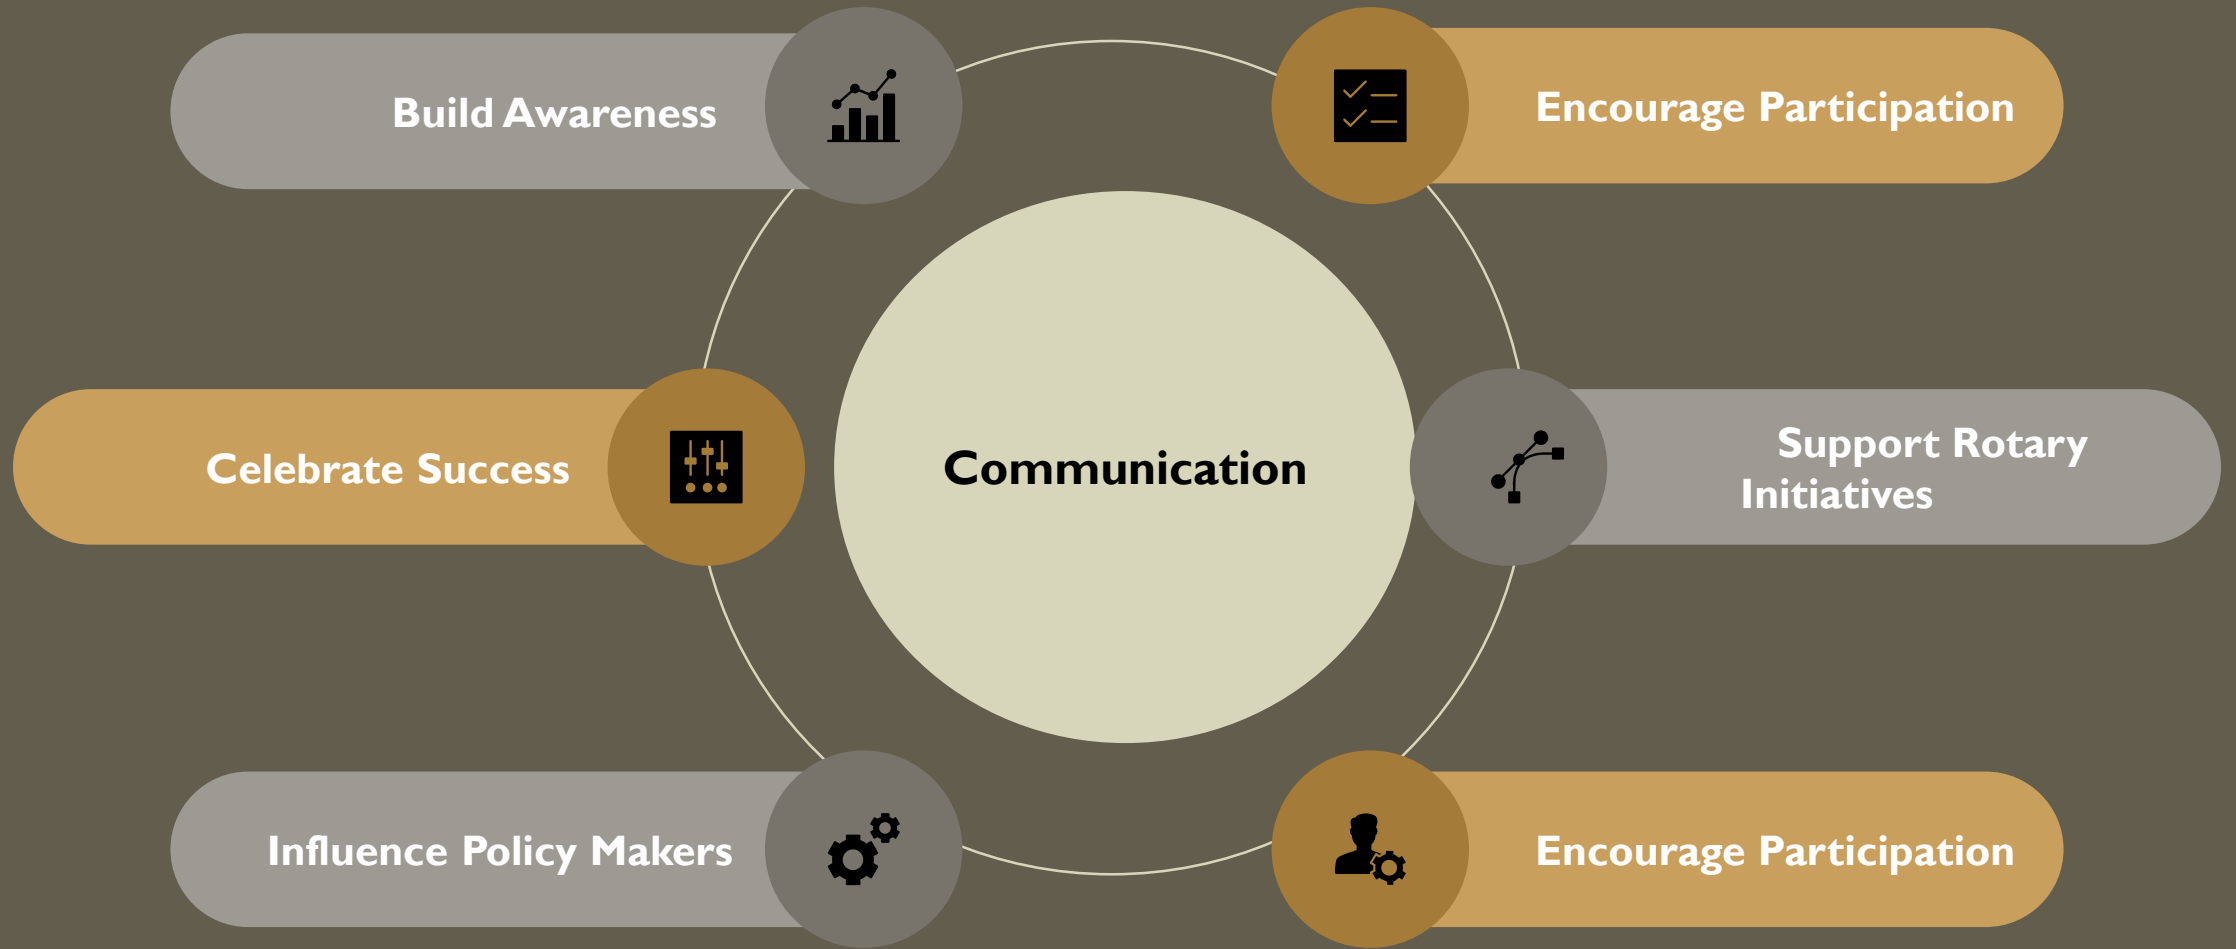 Build Awareness
Encourage Participation
Celebrate Success
Communication
Support Rotary
Initiatives
Influence Policy Makers
Encourage Participation